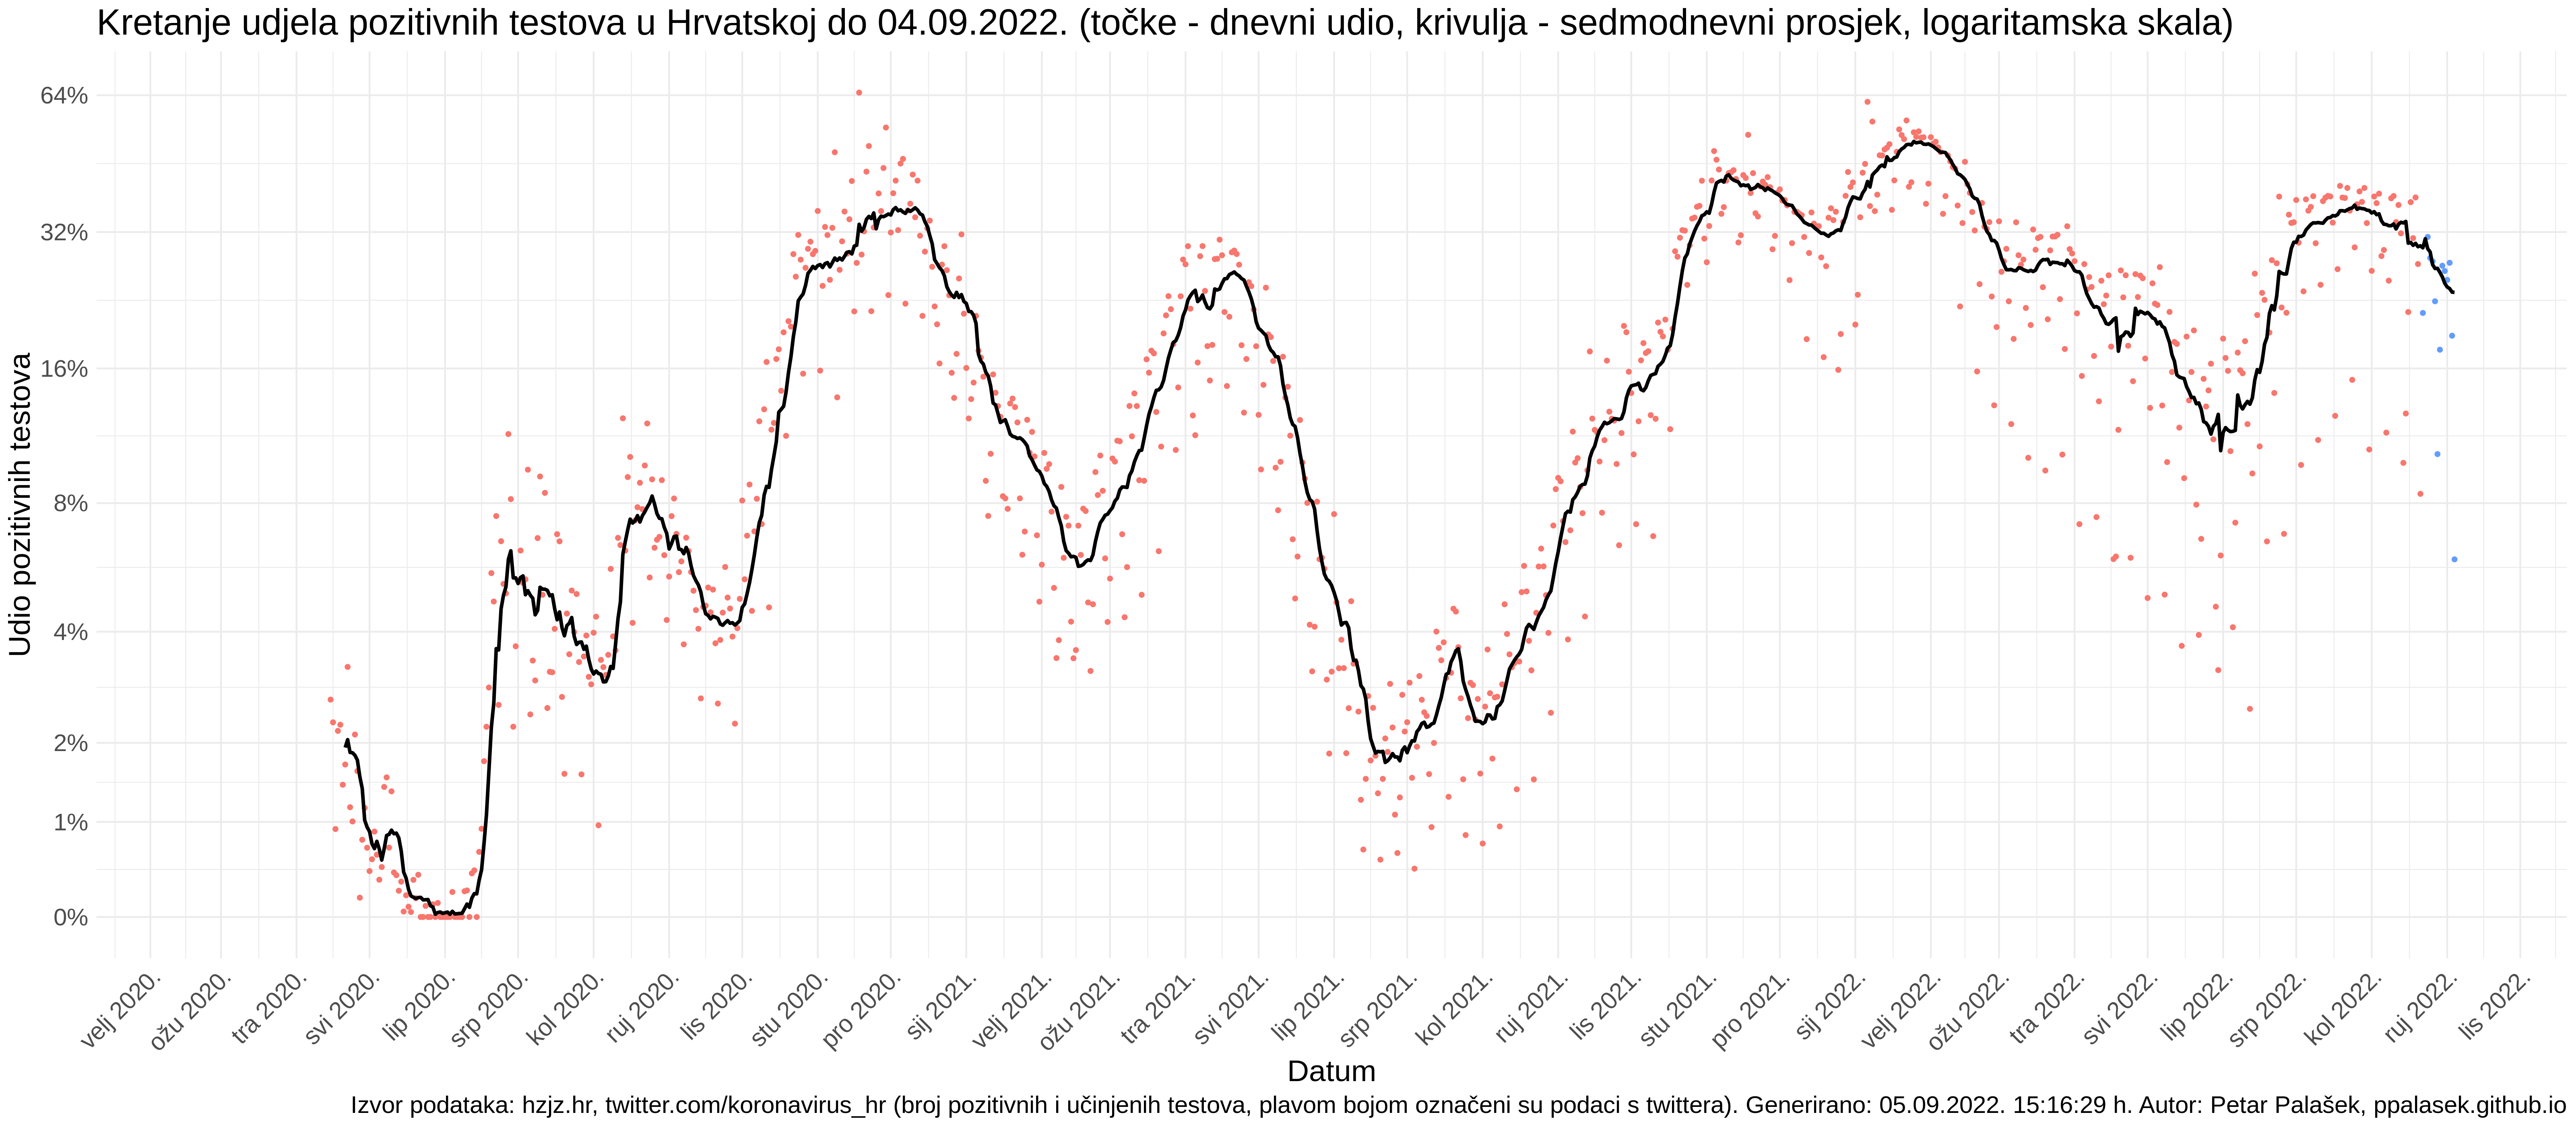 Kretanje udjela pozitivnih testova u Hrvatskoj do 04.09.2022. (točke - dnevni udio, krivulja - sedmodnevni prosjek, logaritamska skala)
Udio pozitivnih testova
64%
32%
16%
8%
4%
2%
1%
0%
velj 2020.
ožu 2020.
tra 2020.
svi 2020.
lip 2020.
srp 2020.
kol 2020.
ruj 2020.
lis 2020.
stu 2020.
pro 2020.
sij 2021.
velj 2021.
ožu 2021.
tra 2021.
svi 2021.
lip 2021.
srp 2021.
kol 2021.
ruj 2021.
lis 2021.
stu 2021.
pro 2021.
sij 2022.
velj 2022.
ožu 2022.
tra 2022.
svi 2022.
lip 2022.
srp 2022.
kol 2022.
ruj 2022.
lis 2022.
Datum
Izvor podataka: hzjz.hr, twitter.com/koronavirus_hr (broj pozitivnih i učinjenih testova, plavom bojom označeni su podaci s twittera). Generirano: 05.09.2022. 15:16:29 h. Autor: Petar Palašek, ppalasek.github.io